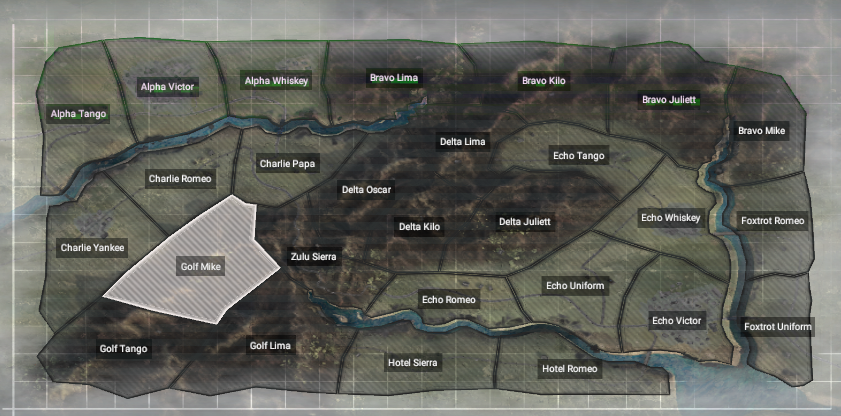 Bravo Lima
Bravo Kilo
Alpha Whiskey
Alpha Victor
Bravo Juliett
Alpha Tango
Bravo Mike
Delta Lima
Echo Tango
Charlie Papa
Charlie Romeo
Delta Oscar
Echo Whiskey
Foxtrot Romeo
Delta Juliett
Delta Kilo
Charlie Yankee
Zulu Sierra
Golf Mike
Echo Uniform
Echo Romeo
Echo Victor
Foxtrot Uniform
Golf Lima
Golf Tango
Hotel Sierra
Hotel Romeo